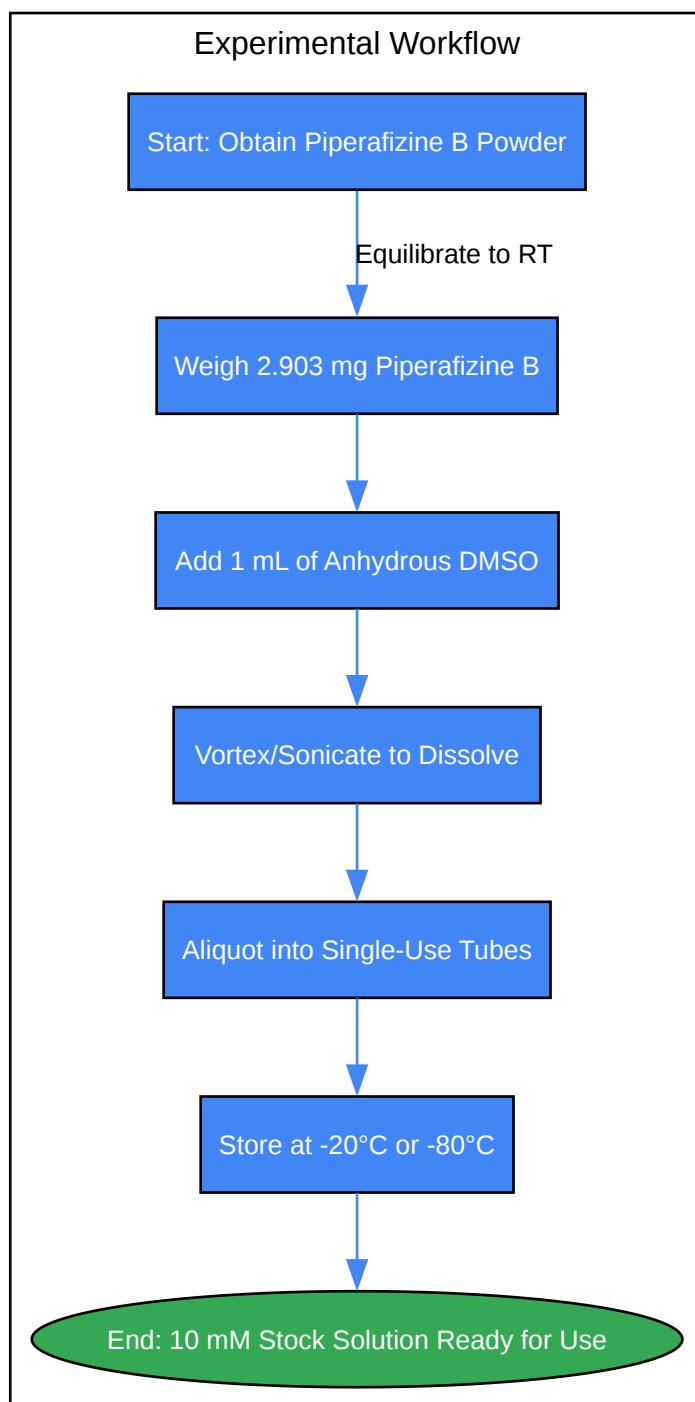 Experimental Workflow
Start: Obtain Piperafizine B Powder
Equilibrate to RT
Weigh 2.903 mg Piperafizine B
Add 1 mL of Anhydrous DMSO
Vortex/Sonicate to Dissolve
Aliquot into Single-Use Tubes
Store at -20°C or -80°C
End: 10 mM Stock Solution Ready for Use